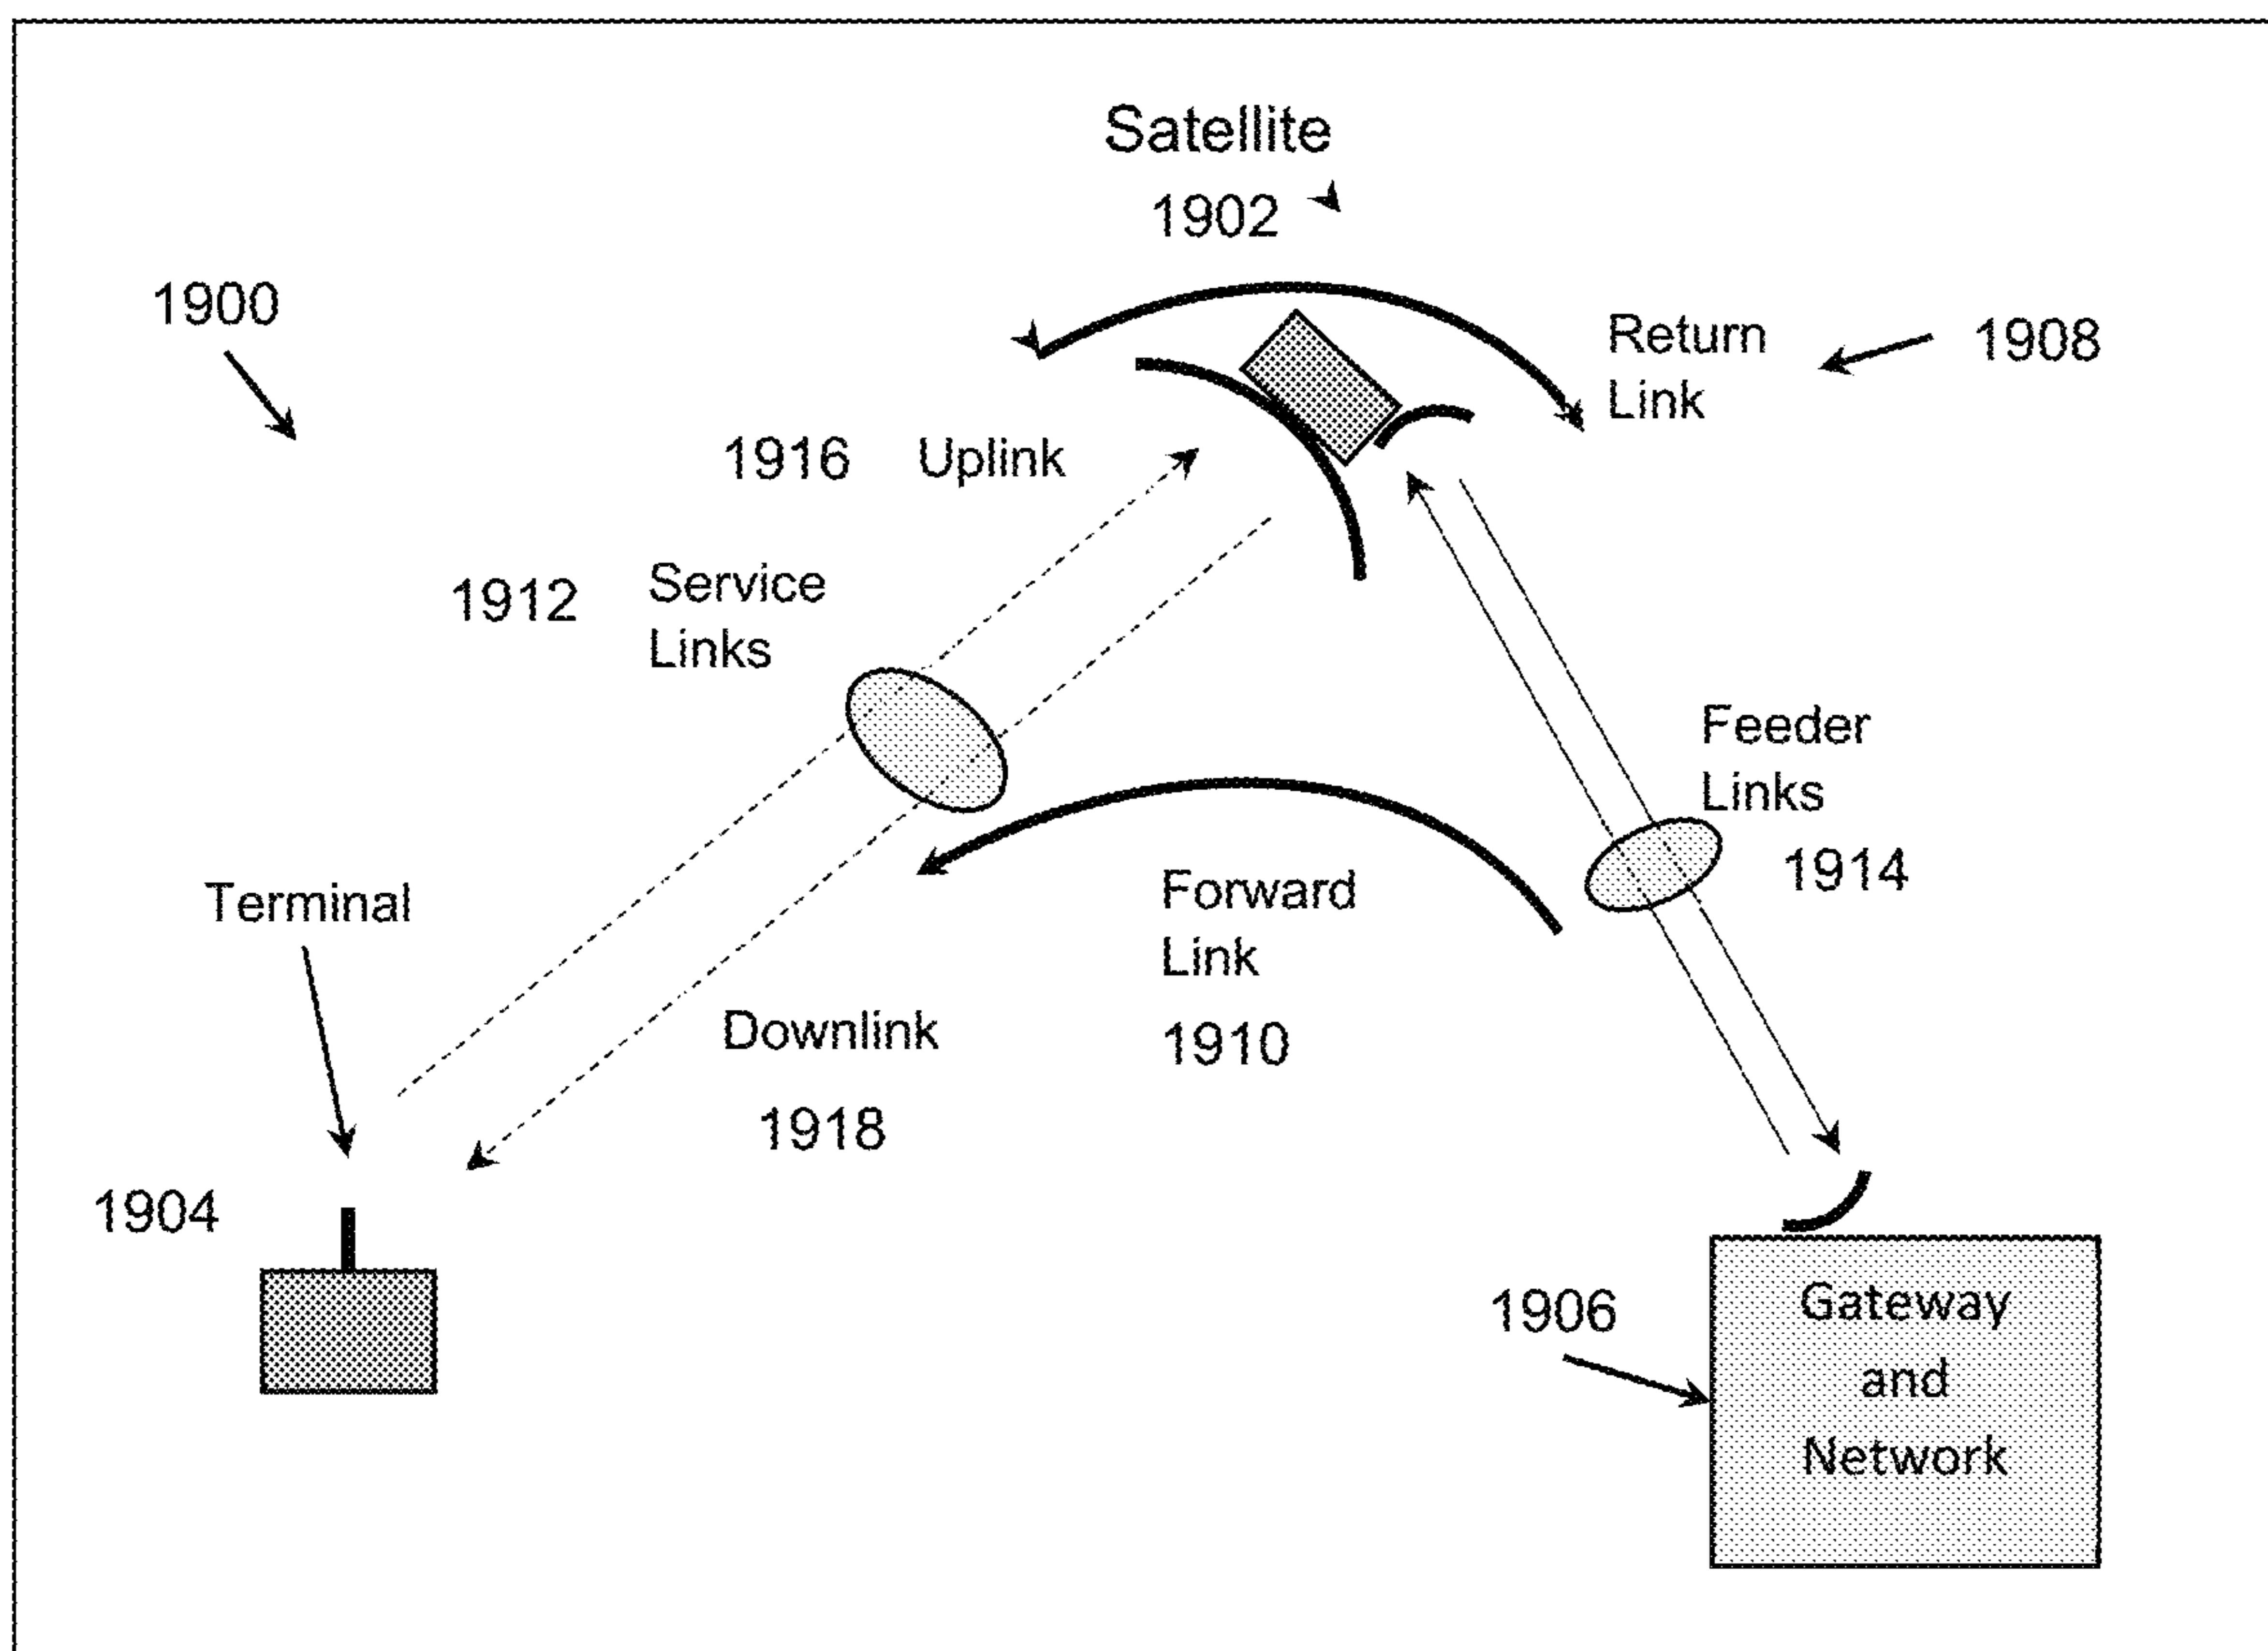 Satellite
1902
1900
Return
Link
1908
1916 Uplink
1912
Service
Links
Feeder
Links
1914
Terminal
Forward
Link
1910
Downlink
1918
1904
1906
Gateway
and
Network